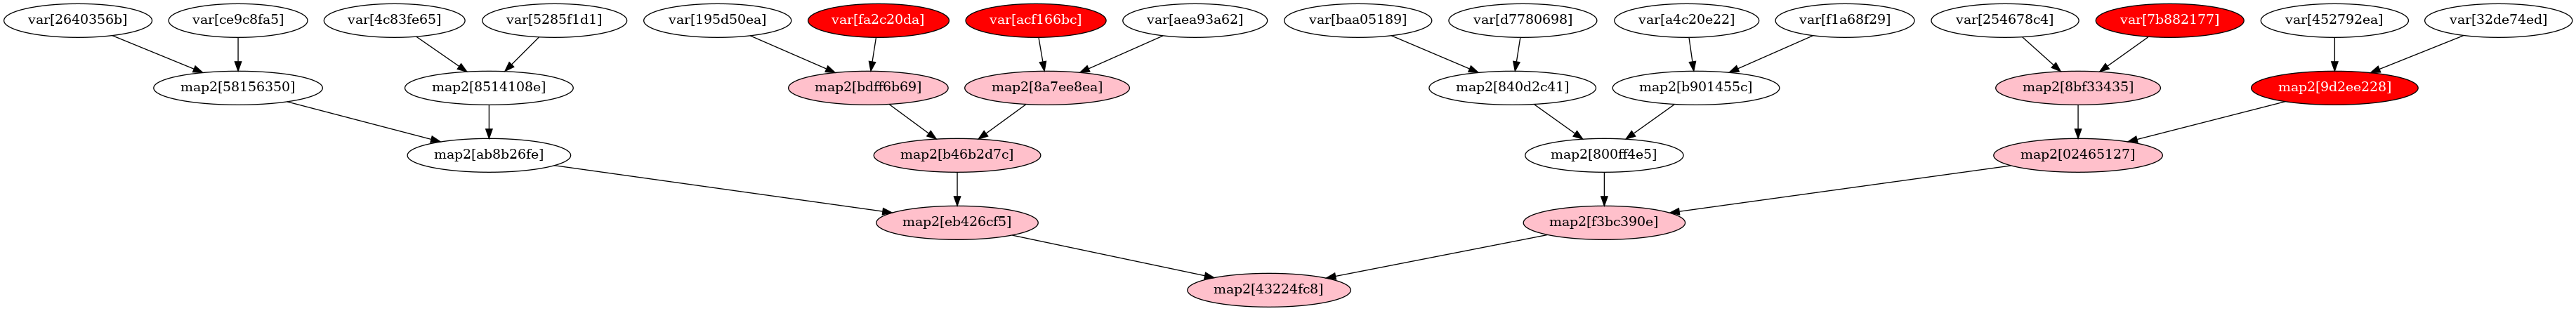 var[2640356b]
var[ce9c8fa5]
var[4c83fe65]
var[5285f1d1]
var[195d50ea]
var[fa2c20da]
var[acf166bc]
var[aea93a62]
var[baa05189]
var[d7780698]
var[a4c20e22]
var[f1a68f29]
var[254678c4]
var[7b882177]
var[452792ea]
var[32de74ed]
map2[58156350]
map2[8514108e]
map2[bdff6b69]
map2[8a7ee8ea]
map2[840d2c41]
map2[b901455c]
map2[8bf33435]
map2[9d2ee228]
map2[ab8b26fe]
map2[b46b2d7c]
map2[800ff4e5]
map2[02465127]
map2[eb426cf5]
map2[f3bc390e]
map2[43224fc8]